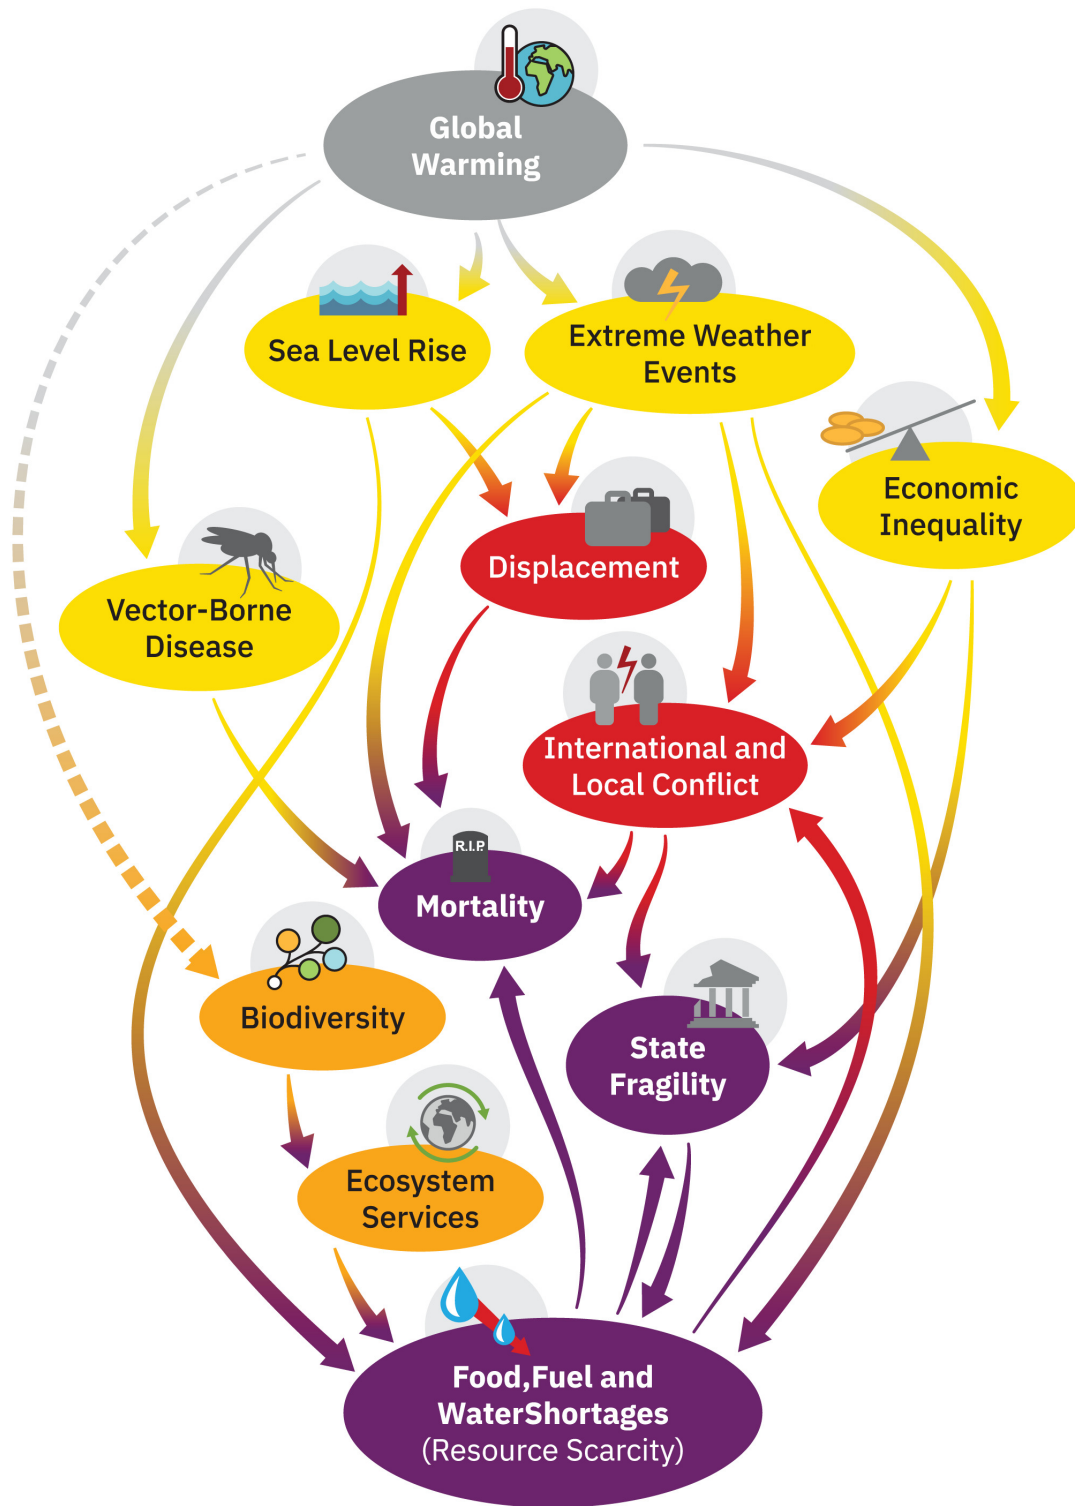 Global
Warming
Sea Level Rise
Extreme Weather
Events
Economic
Inequality
Displacement
Vector-Borne
Disease
International and
Local Conflict
R.I.P.
Mortality
Biodiversity
State
Fragility
Ecosystem
Services
Food,Fuel and
WaterShortages
(Resource Scarcity)